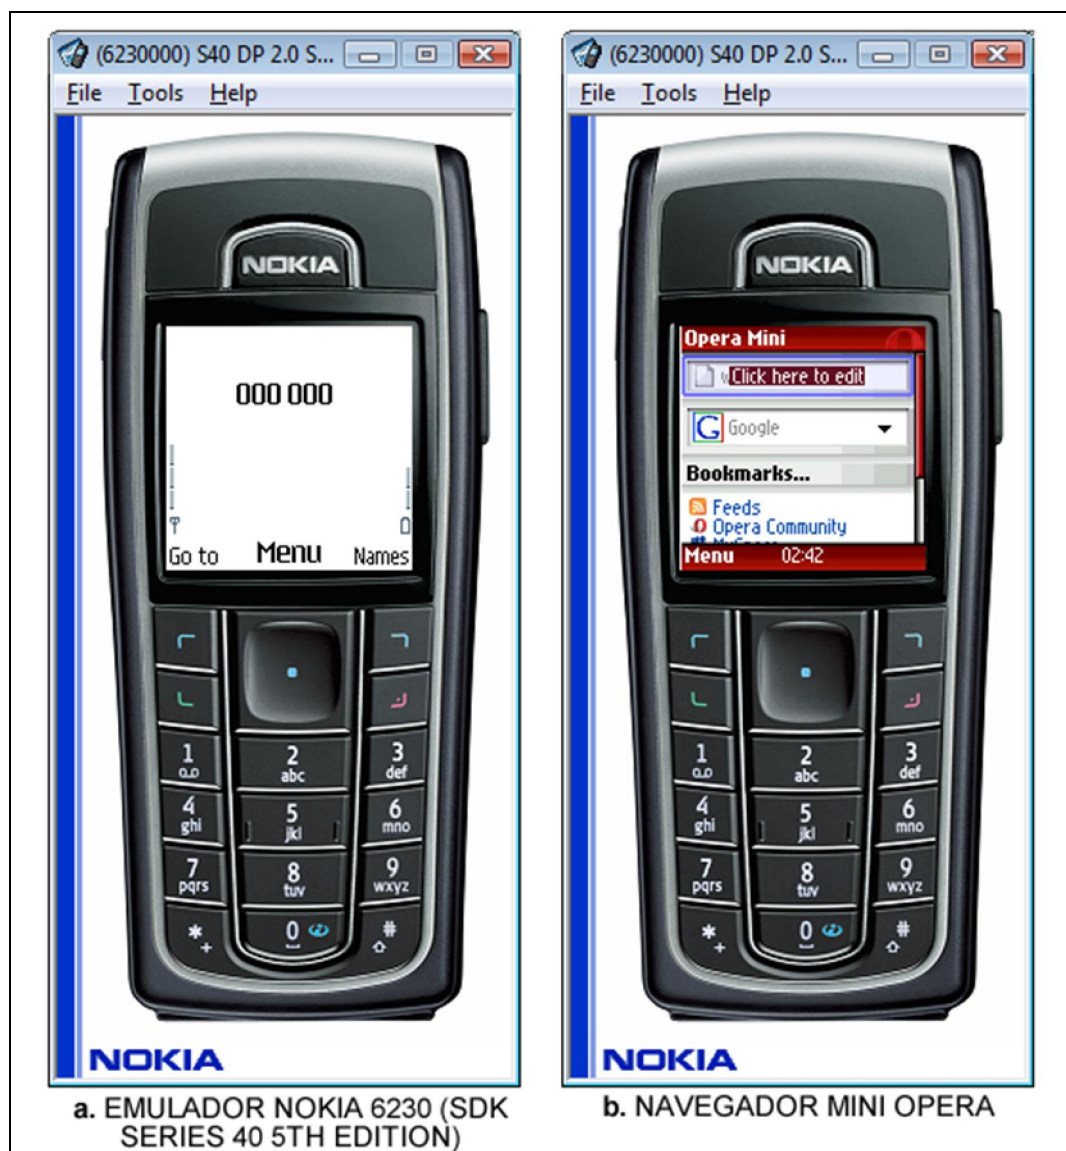 (6230000) S40 DP 2.0 S...
File Tools Help
NOKIA
000 000
Go to Menu Names
1
2 abc
3 def
4 ghi
5 jkl
6 mno
7 pqrs
8 tuv
9 wxyz
* +
0
#
NOKIA
a. EMULADOR NOKIA 6230 (SDK
SERIES 40 5TH EDITION)
(6230000) S40 DP 2.0 S...
File Tools Help
NOKIA
Opera Mini
Click here to edit
Google
Bookmarks...
Feeds
Opera Community
Menu 02:42
1
2 abc
3 def
4 ghi
5 jkl
6 mno
7 pqrs
8 tuv
9 wxyz
* +
0
#
NOKIA
b. NAVEGADOR MINI OPERA